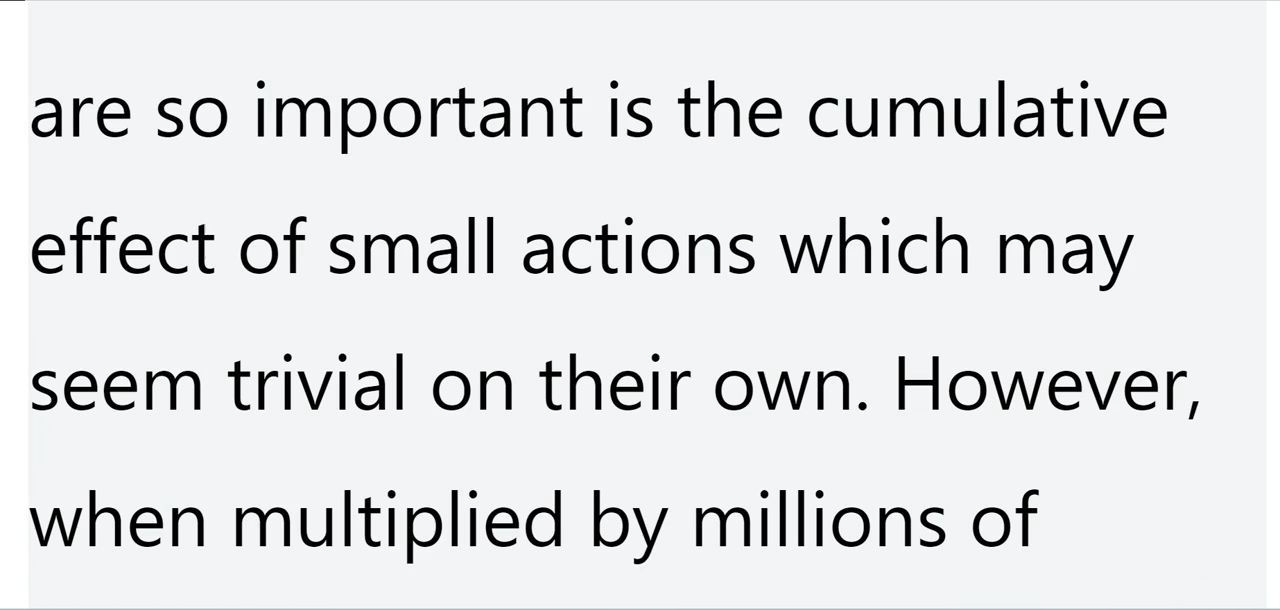 are so important is the cumulative
effect of small actions which may
seem trivial on their own. However,
when multiplied by millions of